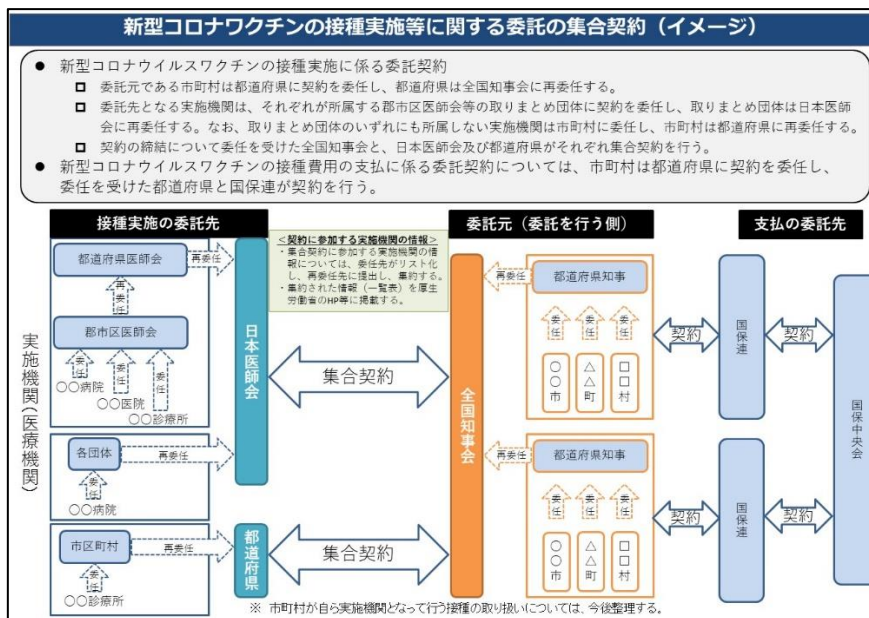 新型コロナワクチンの接種実施等に関する委託の集合契約（イメージ）
● 新型コロナウイルスワクチンの接種実施に係る委託契約
委託元である市町村は都道府県に契約を委任し、都道府県は全国知事会に再委任する。
委託先となる実施機関は、それぞれが所属する郡市区医師会等の取りまとめ団体に契約を委任し、取りまとめ団体は日本医師
会に再委任する。なお、取りまとめ団体のいずれにも所属しない実施機関は市町村に委任し、市町村は都道府県に再委任する。
契約の締結について委任を受けた全国知事会と、日本医師会及び都道府県がそれぞれ集合契約を行う。
● 新型コロナウイルスワクチンの接種費用の支払に係る委託契約については、市町村は都道府県に契約を委任し、
委任を受けた都道府県と国保連が契約を行う。
接種実施の委託先
委託元（委託を行う側）
支払の委託先
＜契約に参加する実施機関の情報＞
・集合契約に参加する実施機関の情
報については、委託先がリスト化
し、再委任先に提出し、集約する。
・集約された情報（一覧表）を厚生
労働省のHP等に掲載する。
実施機関(医療機関)
都道府県医師会
再委任
再委任
郡市区医師会
委任
委任
委任
〇〇病院
〇〇医院
〇〇診療所
各団体
再委任
委任
〇〇病院
市区町村
再委任
委任
〇〇診療所
日本医師会
都道府県
集合契約
集合契約
全国知事会
再委任
都道府県知事
委任
委任
委任
〇〇市
△△町
□□村
再委任
都道府県知事
委任
委任
委任
〇〇市
△△町
□□村
契約
国保連
契約
契約
国保連
契約
国保中央会
※ 市町村が自ら実施機関となって行う接種の取り扱いについては、今後整理する。